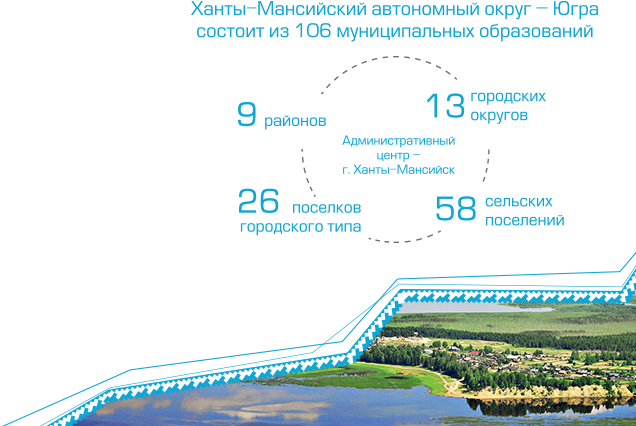 Ханты-Мансийский автономный округ – Югра
состоит из 106 муниципальных образований
9 районов
13 городских
округов
Административный
центр –
г. Ханты-Мансийск
26 поселков
городского типа
58 сельских
поселений